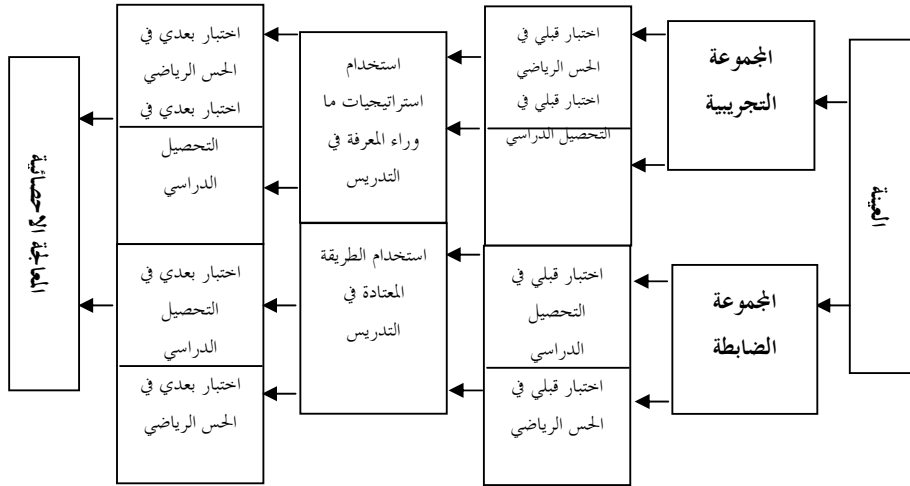 العينة
المجموعة
التجريبية
المجموعة
الضابطة
اختبار قبلي في
الحس الرياضي
اختبار قبلي في
التحصيل الدراسي
اختبار قبلي في
التحصيل
الدراسي
اختبار قبلي في
الحس الرياضي
استخدام
استراتيجيات ما
وراء المعرفة في
التدريس
استخدام الطريقة
المعتادة في
التدريس
اختبار بعدي في
الحس الرياضي
اختبار بعدي في
التحصيل
الدراسي
اختبار بعدي في
التحصيل
الدراسي
اختبار بعدي في
الحس الرياضي
المعالجة الاحصائية